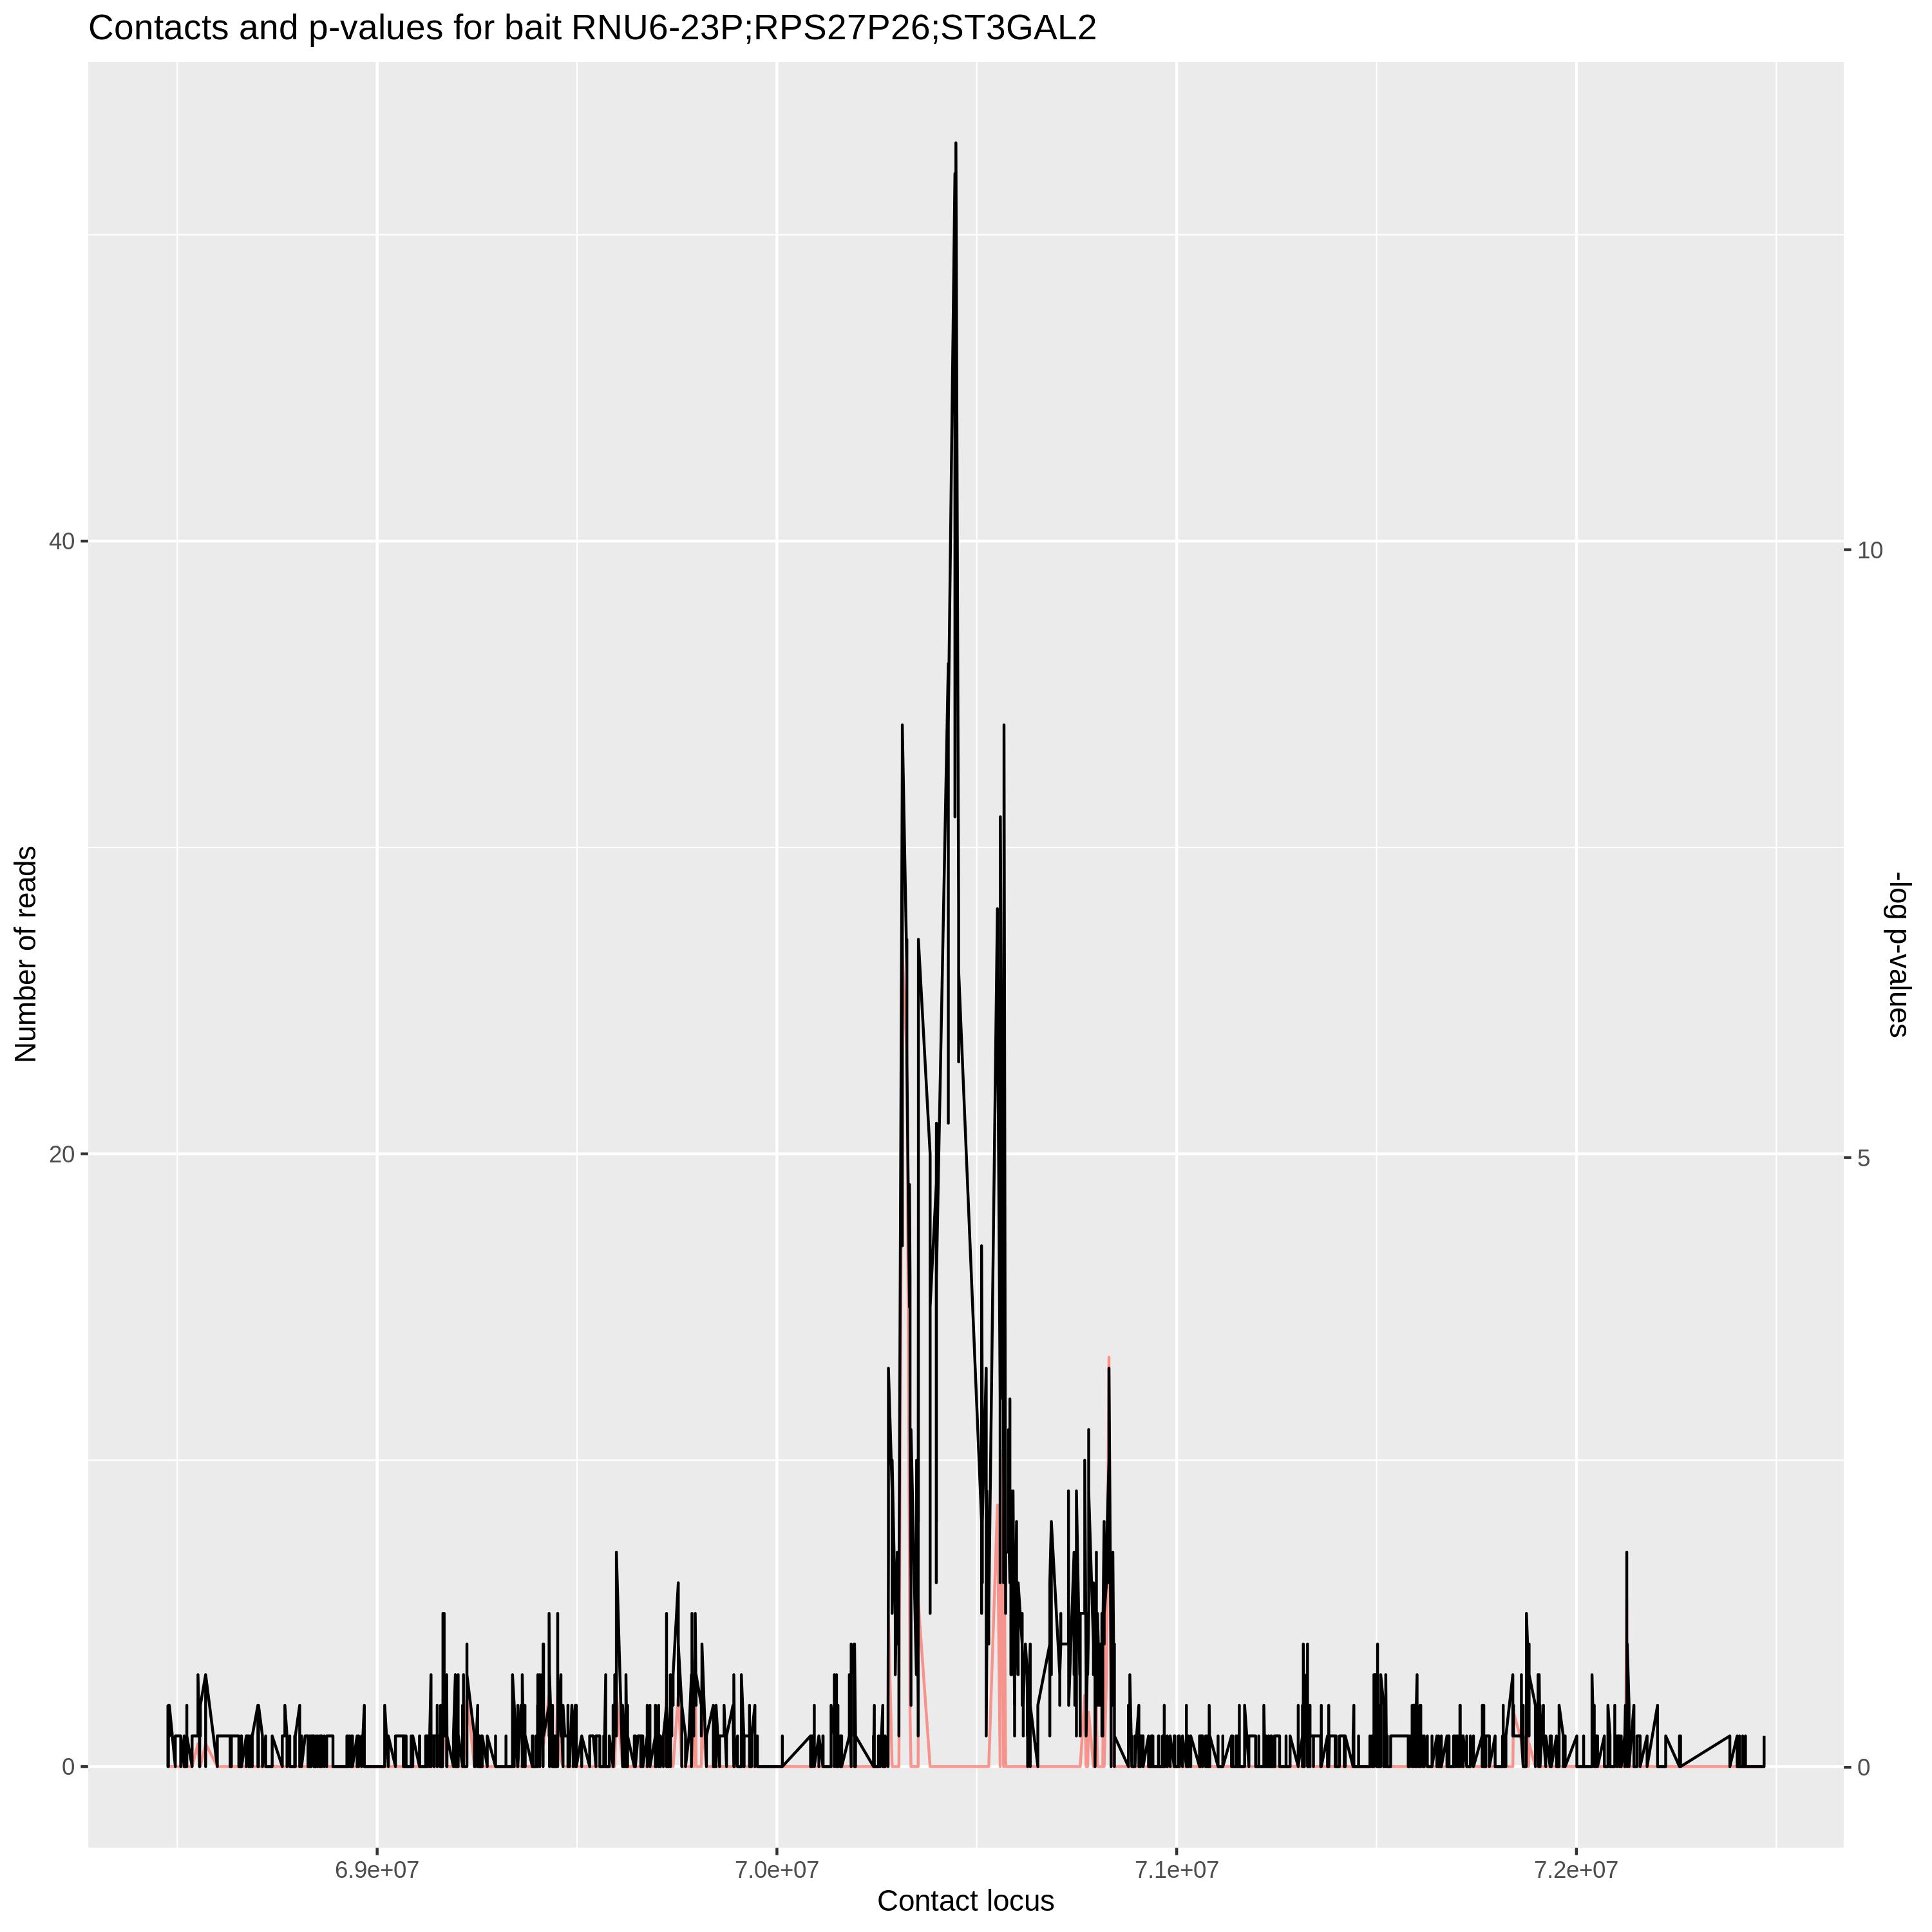 Contacts and p-values for bait RNU6-23P;RPS27P26;ST3GAL2
Number of reads
40
20
0
10
5
0
-log p-values
6.9e+07 7.0e+07 7.1e+07 7.2e+07
Contact locus